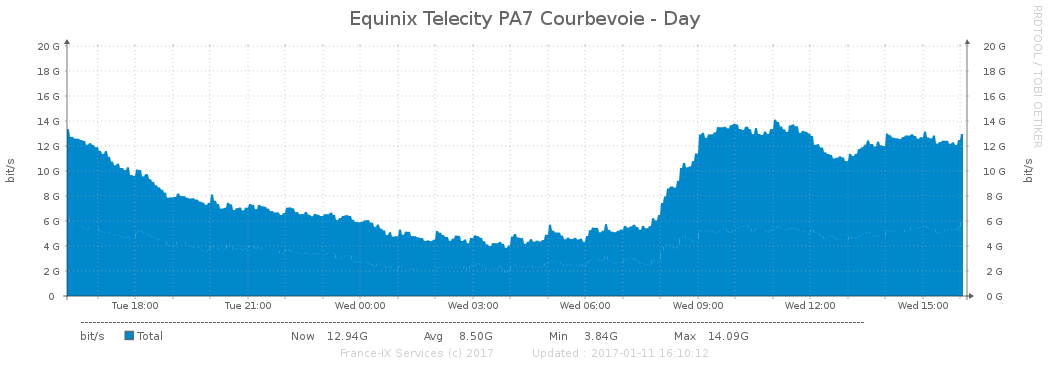 Equinix Telecity PA7 Courbevoie - Day
RRDTOOL / TOBI OETIKER
20 G 20 G
18 G 18 G
16 G 16 G
14 G 14 G
12 G 12 G
10 G 10 G
8 G 8 G
6 G 6 G
4 G 4 G
2 G 2 G
0 0 G
bit/s
bit/s
Tue 18:00 Tue 21:00 Wed 00:00 Wed 03:00 Wed 06:00 Wed 09:00 Wed 12:00 Wed 15:00
bit/s Total Now 12.94G Avg 8.50G Min 3.84G Max 14.09G
France-IX Services (c) 2017 Updated : 2017-01-11 16:10:12